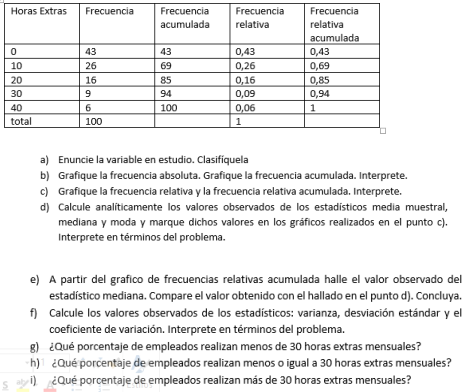 Horas Extras Frecuencia Frecuencia acumulada Frecuencia relativa Frecuencia relativa acumulada
0 43 43 0,43 0,43
10 26 69 0,26 0,69
20 16 85 0,16 0,85
30 9 94 0,09 0,94
40 6 100 0,06 1
total 100 1
a) Enuncie la variable en estudio. Clasifíquela
b) Grafique la frecuencia absoluta. Grafique la frecuencia acumulada. Interprete.
c) Grafique la frecuencia relativa y la frecuencia relativa acumulada. Interprete.
d) Calcule analíticamente los valores observados de los estadísticos media muestral,
mediana y moda y marque dichos valores en los gráficos realizados en el punto c).
Interprete en términos del problema.
e) A partir del grafico de frecuencias relativas acumulada halle el valor observado del
estadístico mediana. Compare el valor obtenido con el hallado en el punto d). Concluya.
f) Calcule los valores observados de los estadísticos: varianza, desviación estándar y el
coeficiente de variación. Interprete en términos del problema.
g) ¿Qué porcentaje de empleados realizan menos de 30 horas extras mensuales?
h) ¿Qué porcentaje de empleados realizan menos o igual a 30 horas extras mensuales?
i) ¿Qué porcentaje de empleados realizan más de 30 horas extras mensuales?